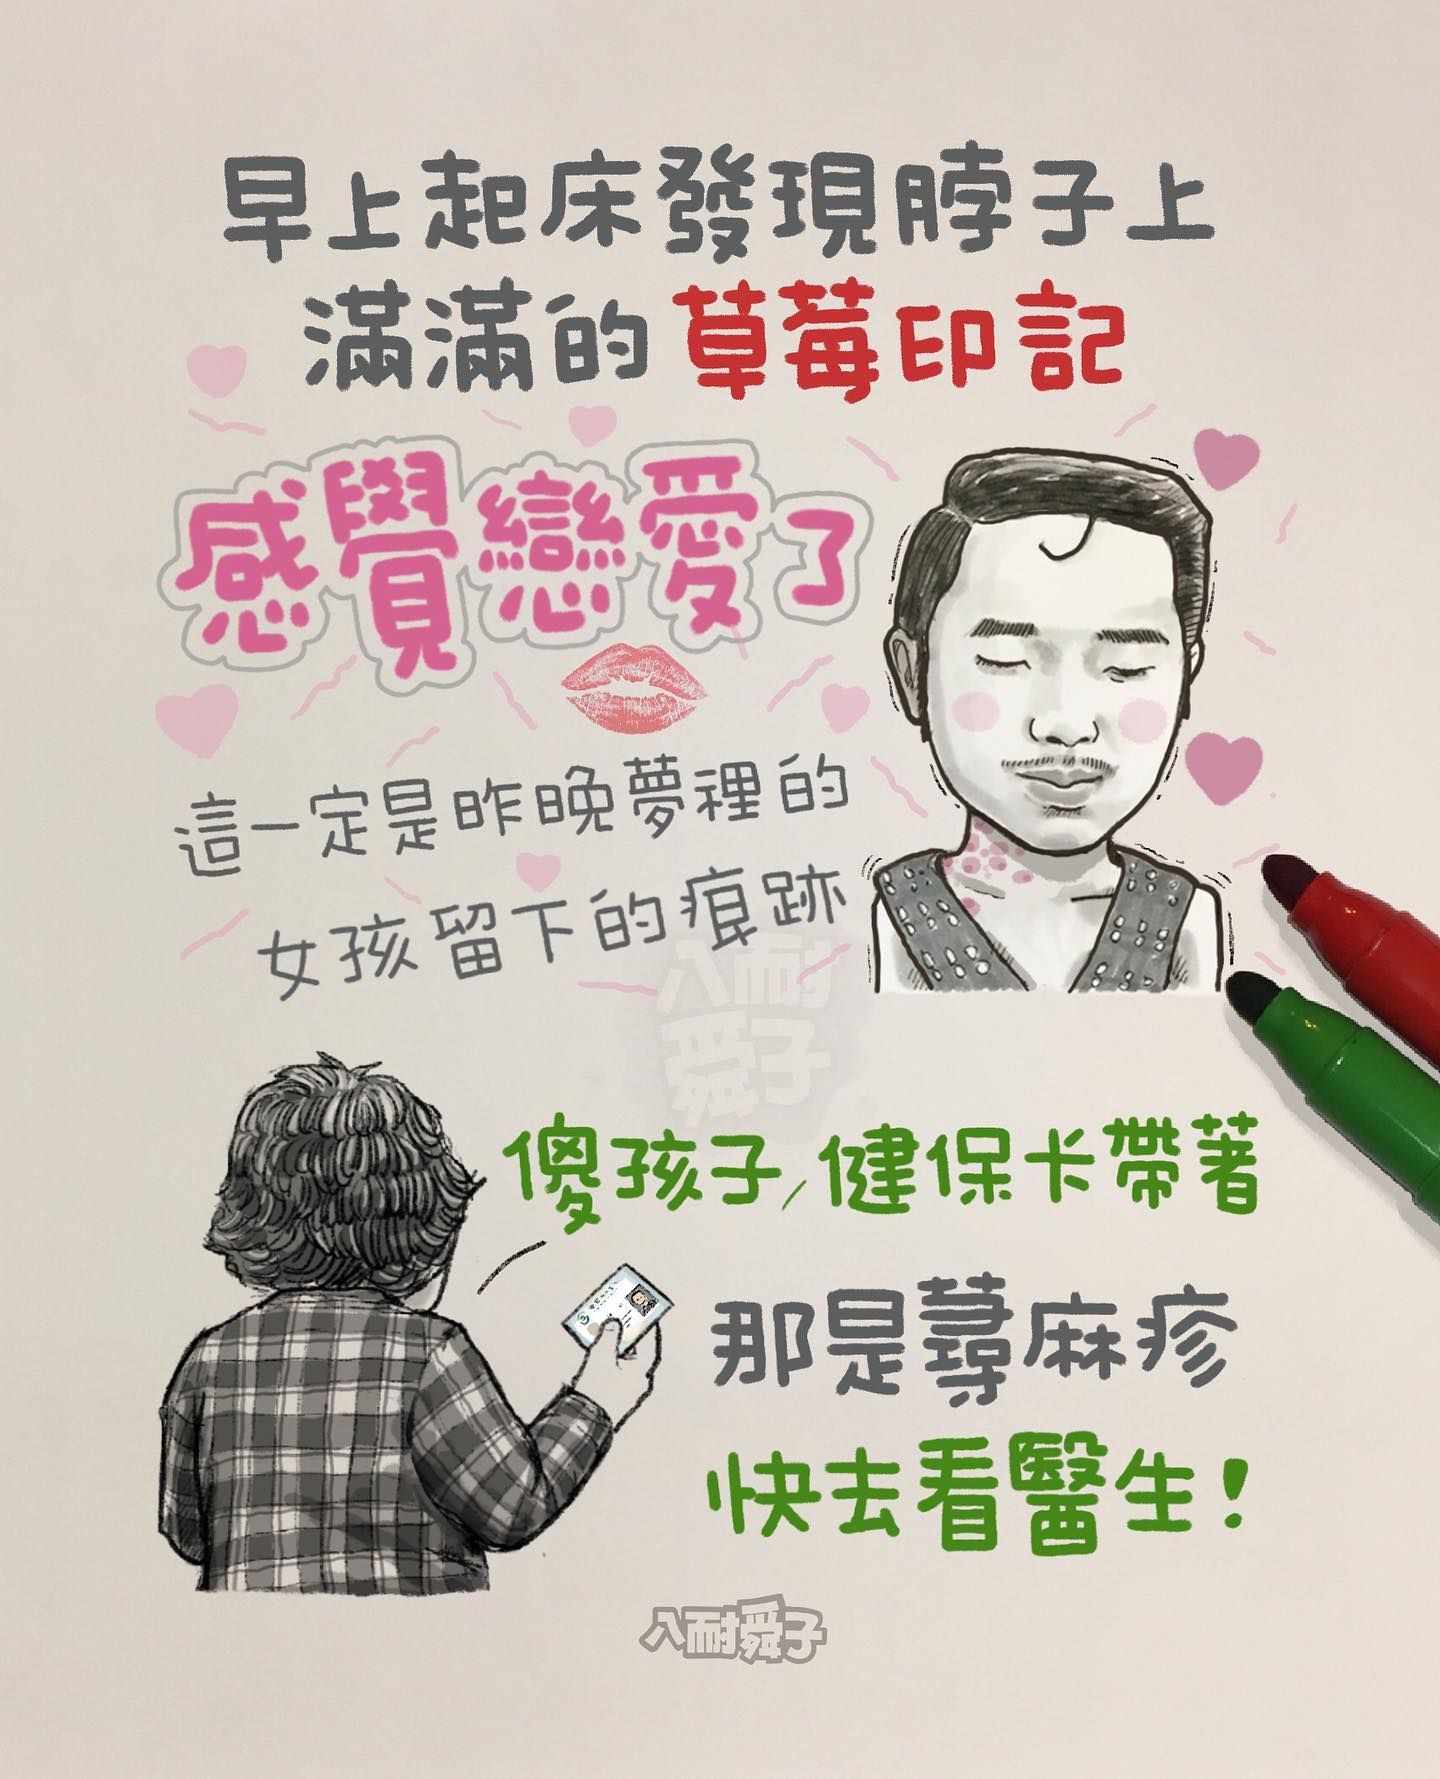 早上起床發現脖子上
滿滿的草莓印記
感覺戀愛了
這一定是昨晚夢裡的
女孩留下的痕跡
八耐
舜子
傻孩子,健保卡帶著
那是蕁麻疹
快去看醫生!
八耐舜子